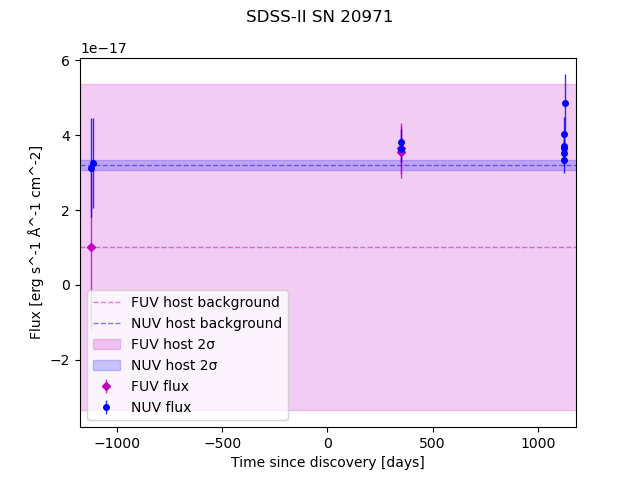 SDSS-II SN 20971
1e−17
6
4
2
0
−2
Flux [erg s^-1 Å^-1 cm^-2]
FUV host background
NUV host background
FUV host 2σ
NUV host 2σ
FUV flux
NUV flux
−1000 −500 0 500 1000
Time since discovery [days]